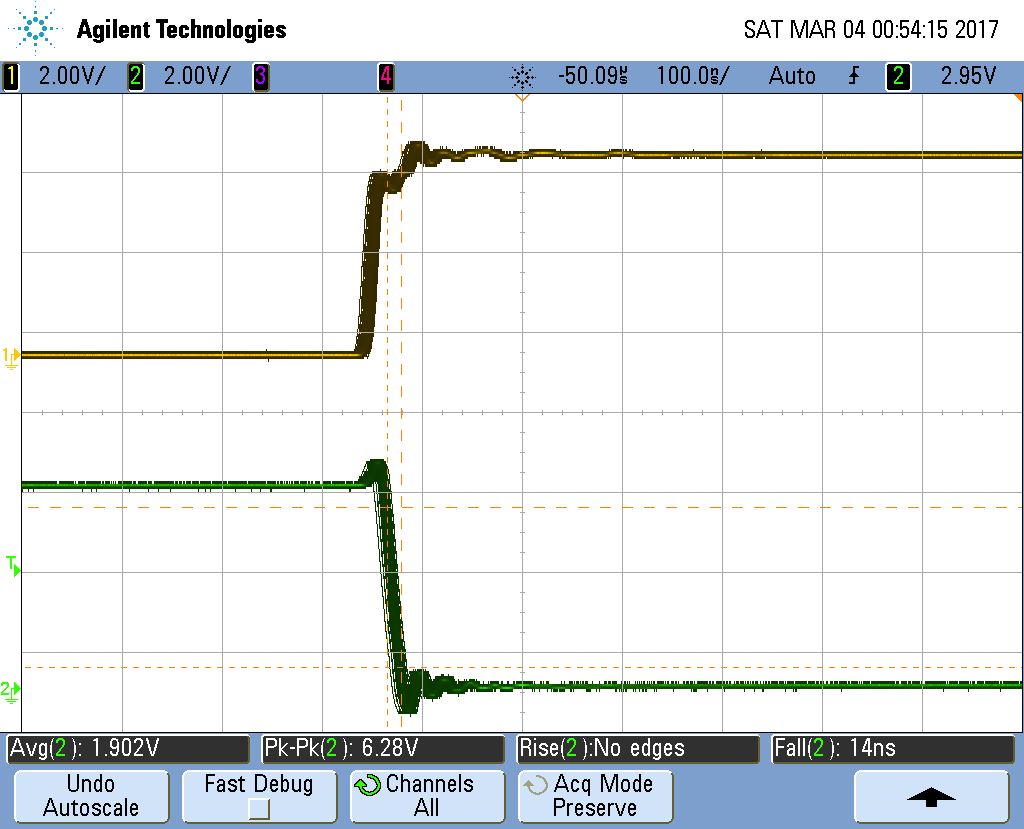 Agilent Technologies SAT MAR 04 00:54:15 2017
1 2.00V/ 2 2.00V/ 3 4 -50.09µs 100.0ns/ Auto 2 2.95V
1
T
2
Avg(2): 1.902V Pk-Pk(2): 6.28V Rise(2):No edges Fall(2): 14ns
Undo Autoscale
Fast Debug
Channels All
Acq Mode Preserve